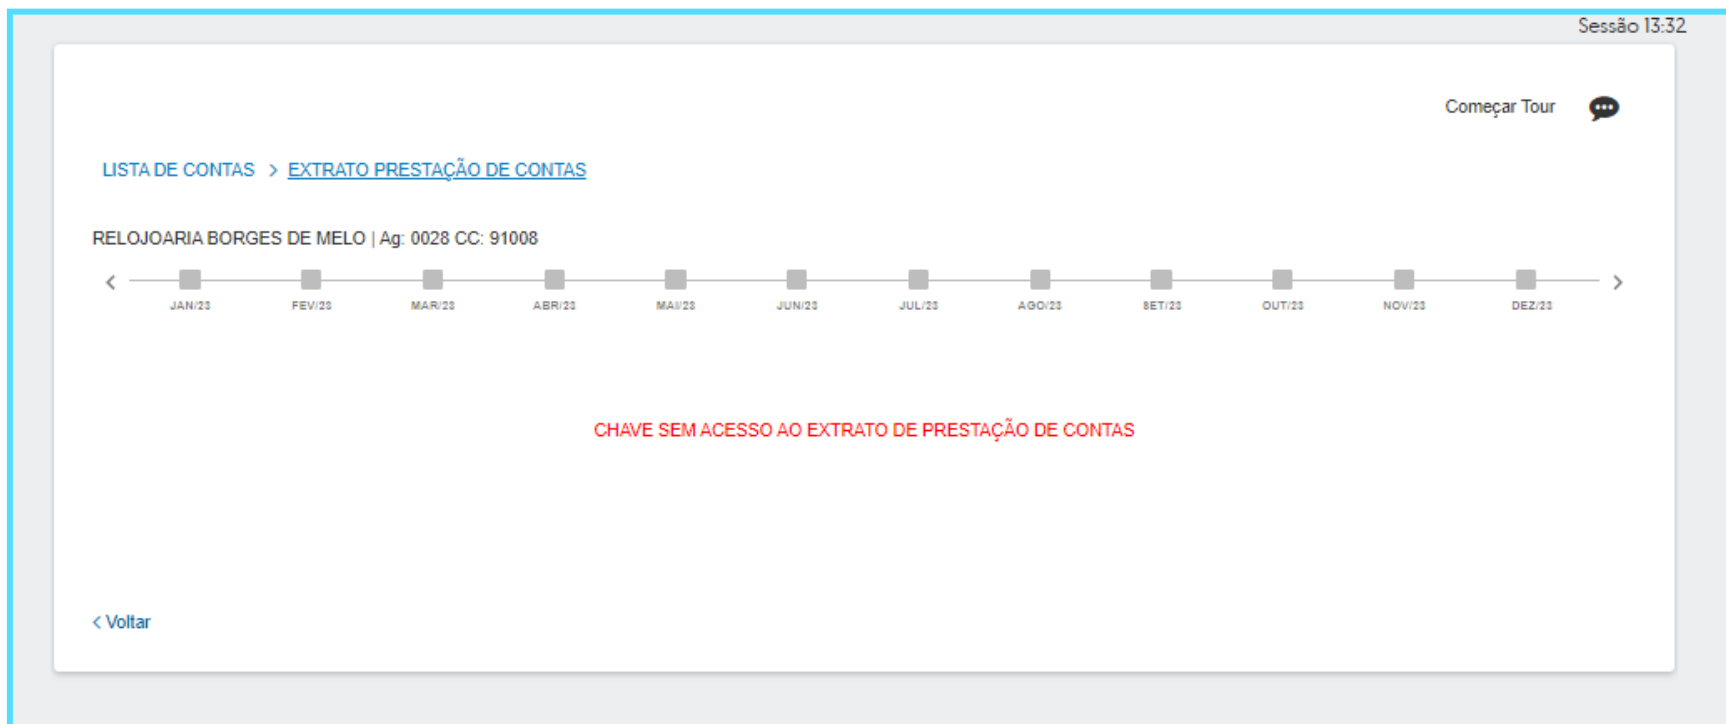 Sessão 13:32
Começar Tour
LISTA DE CONTAS > EXTRATO PRESTAÇÃO DE CONTAS
RELOJOARIA BORGES DE MELO | Ag: 0028 CC: 91008
< JAN/23 FEV/23 MAR/23 ABR/23 MAI/23 JUN/23 JUL/23 AGO/23 SET/23 OUT/23 NOV/23 DEZ/23 >
CHAVE SEM ACESSO AO EXTRATO DE PRESTAÇÃO DE CONTAS
< Voltar